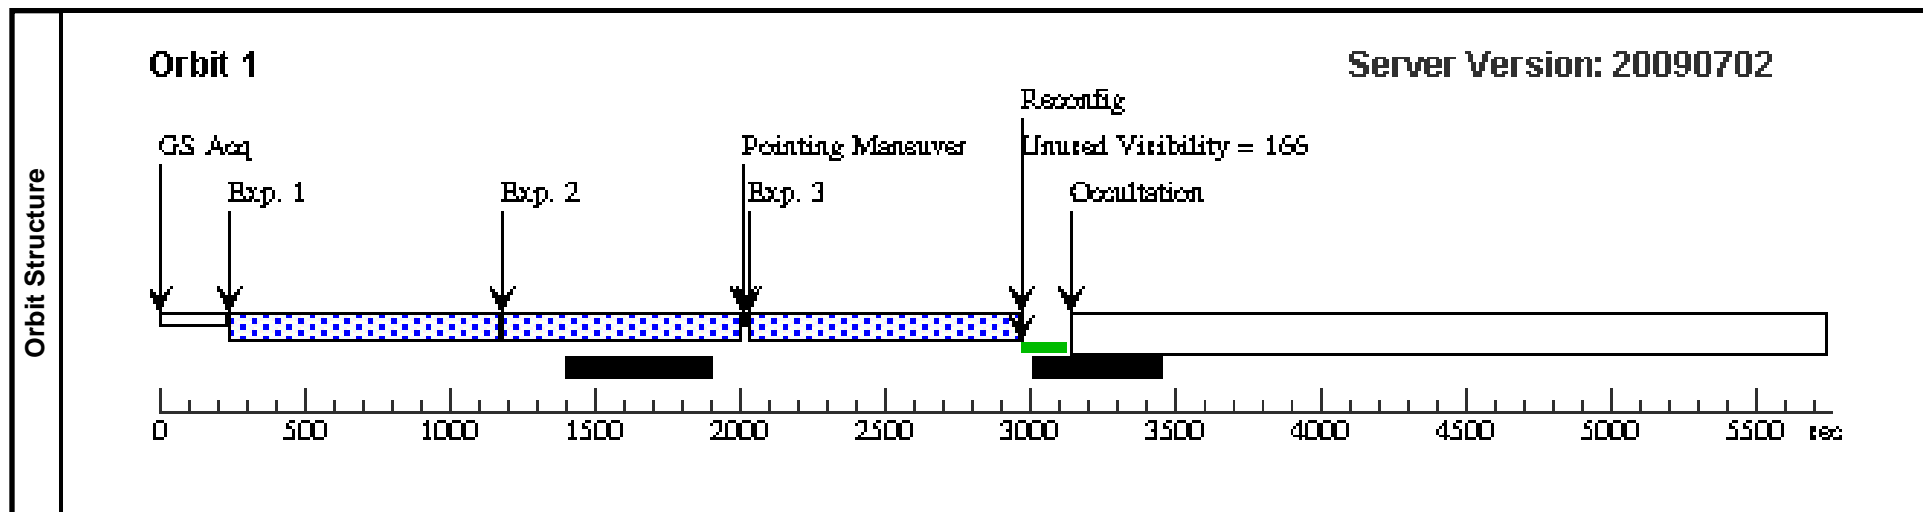 Orbit Structure
Orbit 1
Server Version: 20090702
Reconfig
GS Acq
Pointing Maneuver
Unused Visibility = 166
Exp. 1
Exp. 2
Exp. 3
Occultation
0 500 1000 1500 2000 2500 3000 3500 4000 4500 5000 5500 sec